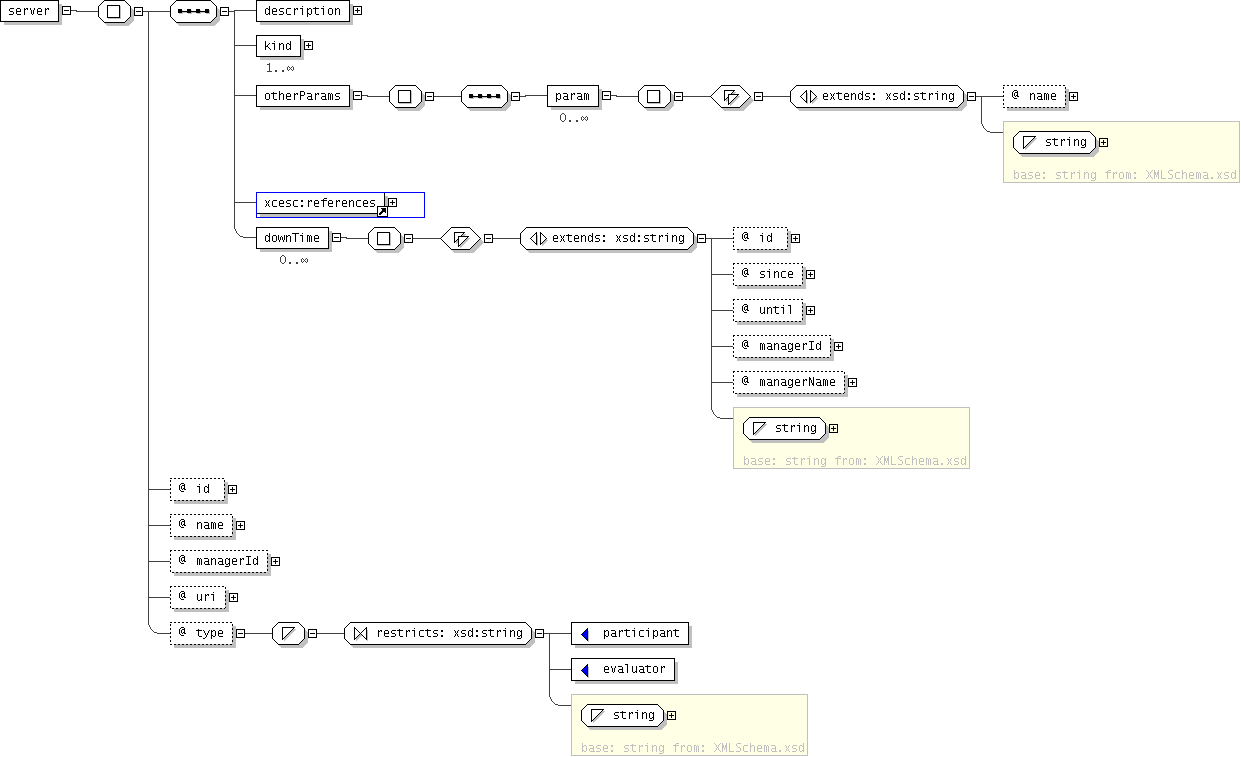 server
description
kind
1..∞
otherParams
param
0..∞
extends: xsd:string
@ name
string
base: string from: XMLSchema.xsd
xcesc:references
downTime
0..∞
extends: xsd:string
@ id
@ since
@ until
@ managerId
@ managerName
string
base: string from: XMLSchema.xsd
@ id
@ name
@ managerId
@ uri
@ type
restricts: xsd:string
participant
evaluator
string
base: string from: XMLSchema.xsd